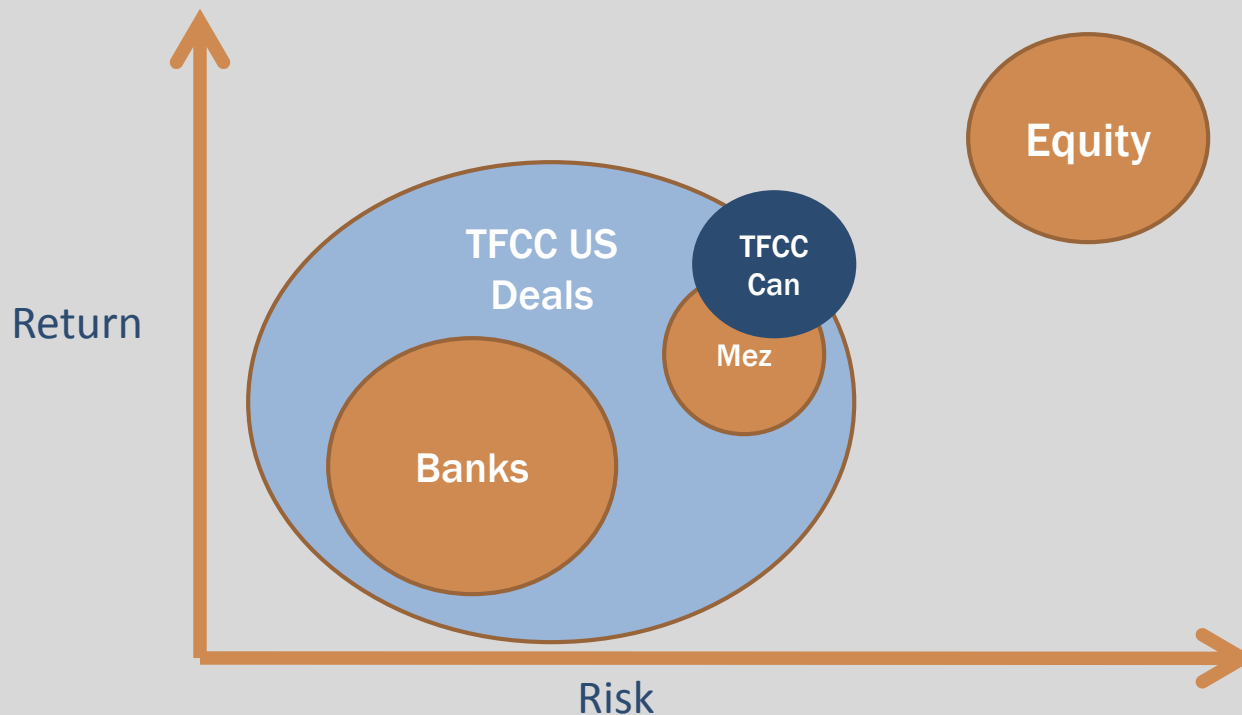 Equity
TFCC US
Deals
TFCC
Can
Return
Mez
Banks
Risk